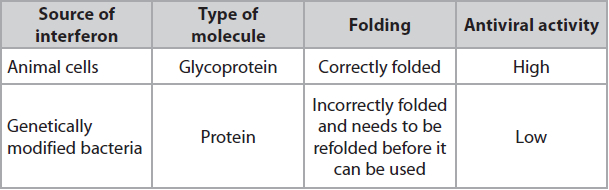 Source of
interferon
Type of
molecule
Folding
Antiviral activity
Animal cells
Glycoprotein
Correctly folded
High
Genetically
modified bacteria
Protein
Incorrectly folded
and needs to be
refolded before it
can be used
Low